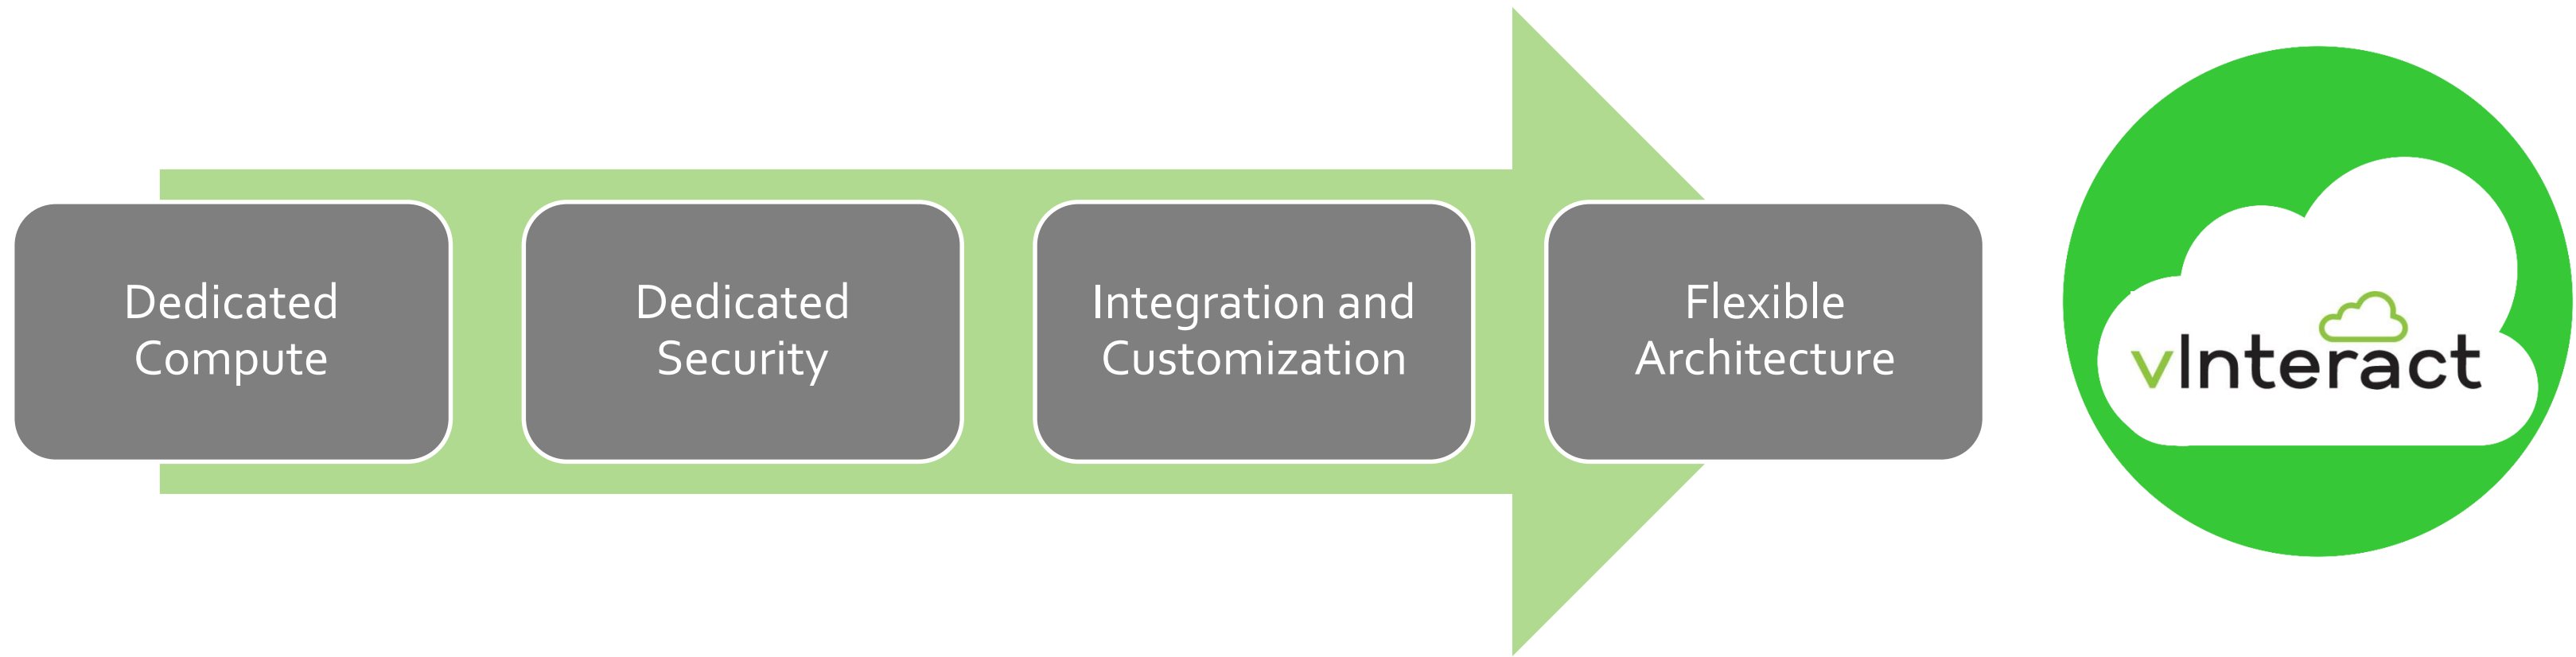 Dedicated
Compute
Dedicated
Security
Integration and
Customization
Flexible
Architecture
vInteract